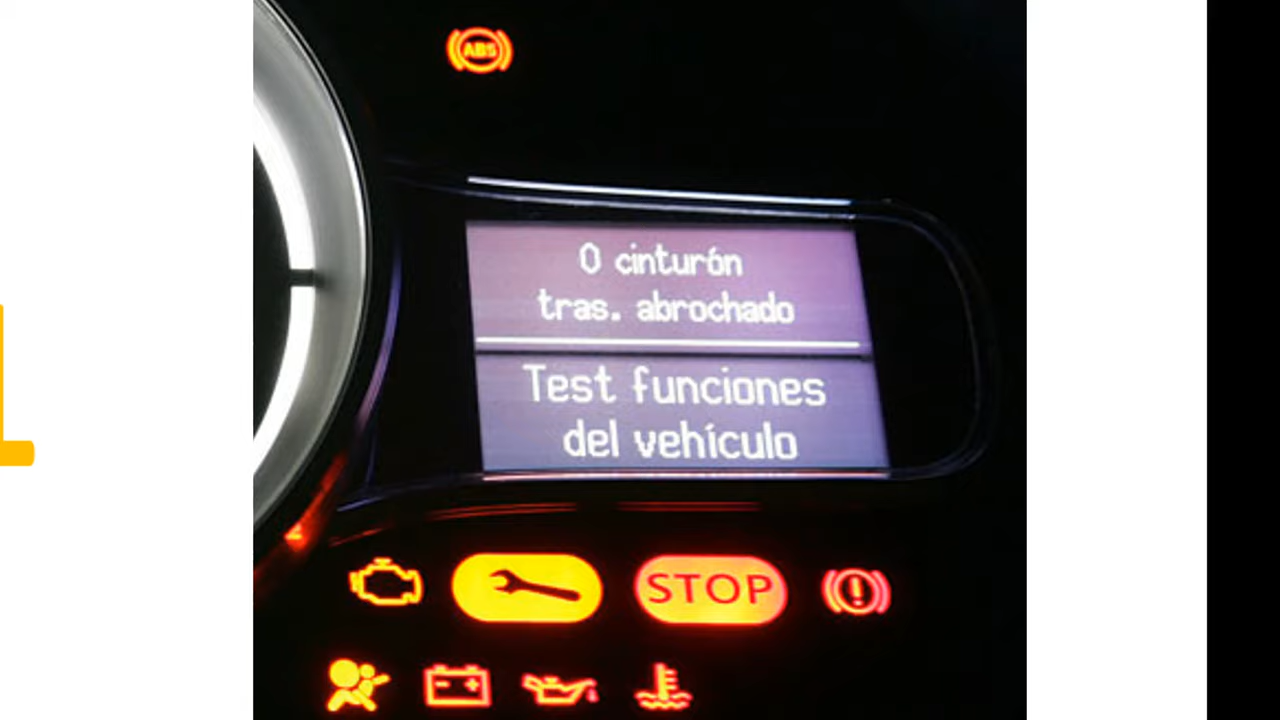 ABS
0 cinturón
tras. abrochado
Test funciones
del vehículo
STOP